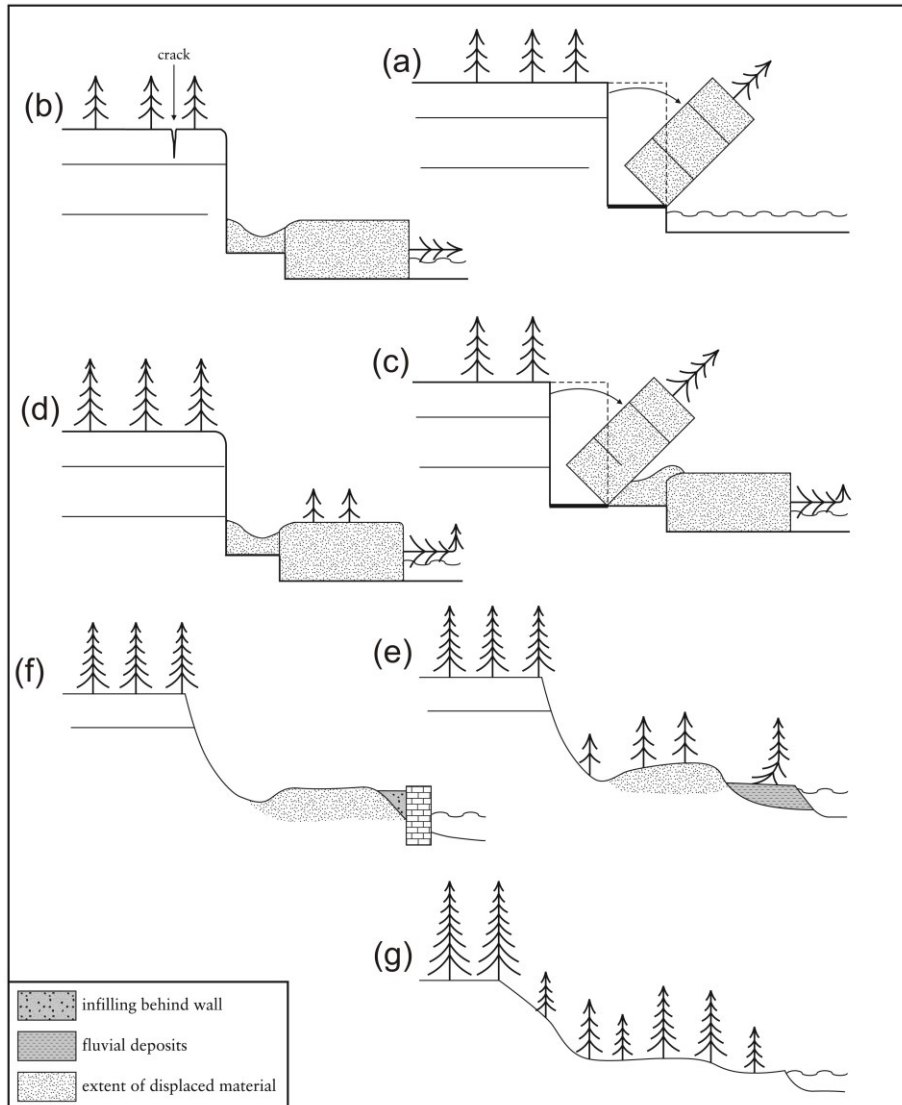 (a)
crack
(b)
(c)
(d)
(e)
(f)
(g)
infilling behind wall
fluvial deposits
extent of displaced material